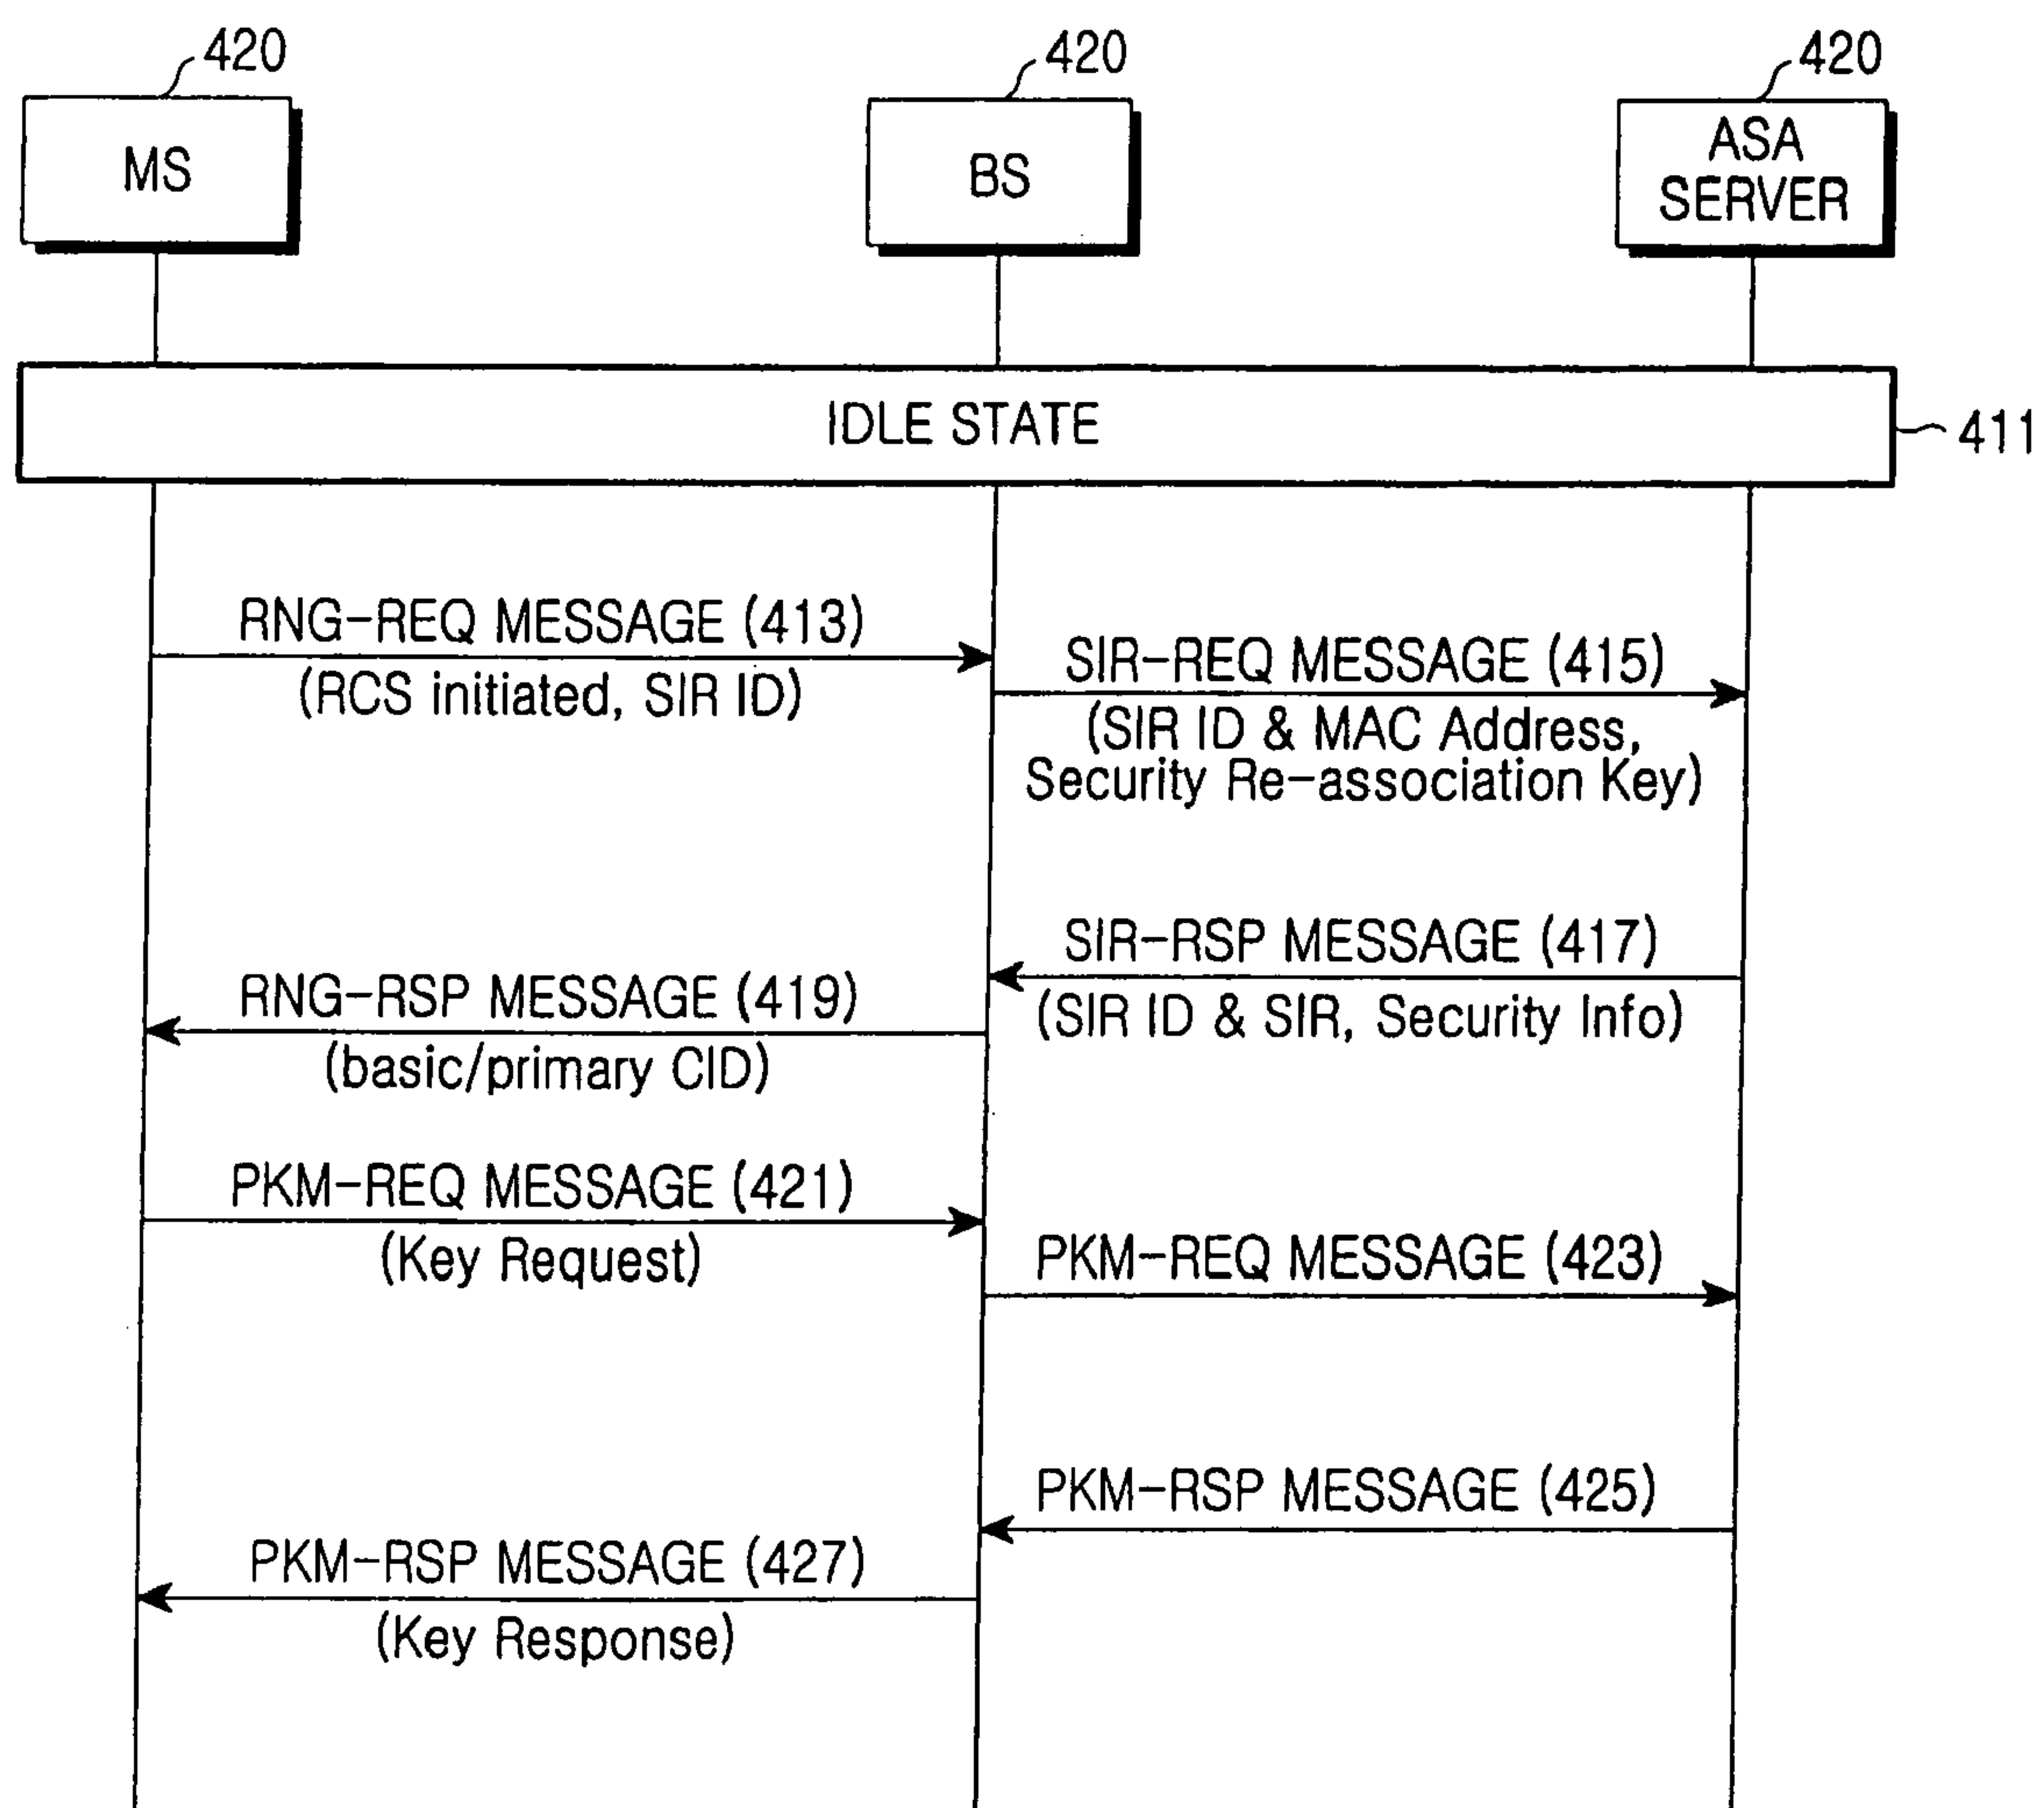 420
420
420
MS
BS
ASA
SERVER
IDLE STATE
411
RNG-REQ MESSAGE (413)
(RCS initiated, SIR ID)
SIR-REQ MESSAGE (415)
(SIR ID & MAC Address,
Security Re-association Key)
SIR-RSP MESSAGE (417)
(SIR ID & SIR, Security Info)
RNG-RSP MESSAGE (419)
(basic/primary CID)
PKM-REQ MESSAGE (421)
(Key Request)
PKM-REQ MESSAGE (423)
PKM-RSP MESSAGE (425)
PKM-RSP MESSAGE (427)
(Key Response)